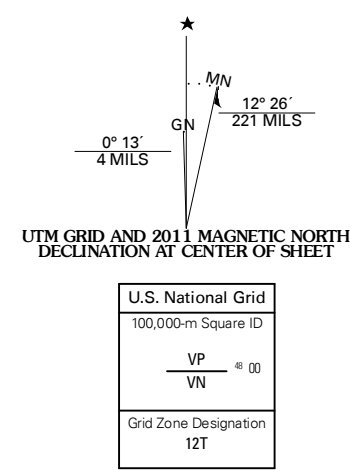 ★
MN
GN
12° 26´
221 MILS
0° 13´
4 MILS
UTM GRID AND 2011 MAGNETIC NORTH
DECLINATION AT CENTER OF SHEET
U.S. National Grid
100,000-m Square ID
VP
48 00
VN
Grid Zone Designation
12T